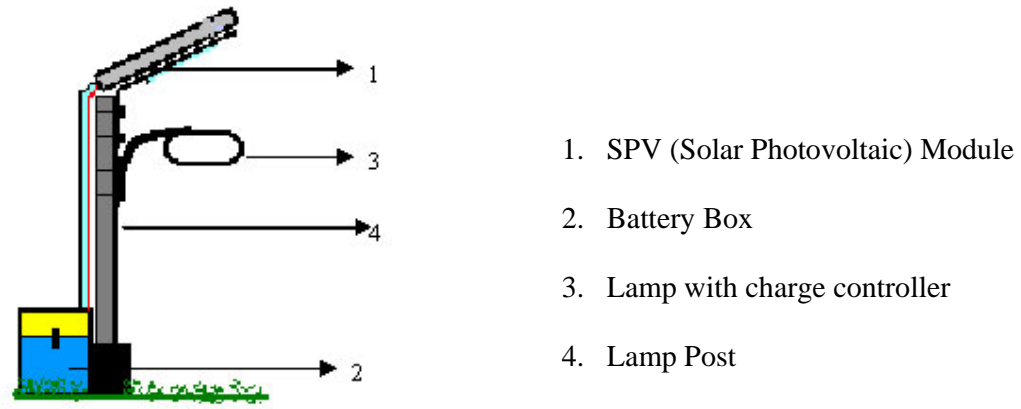 1
3
4
2
1. SPV (Solar Photovoltaic) Module
2. Battery Box
3. Lamp with charge controller
4. Lamp Post